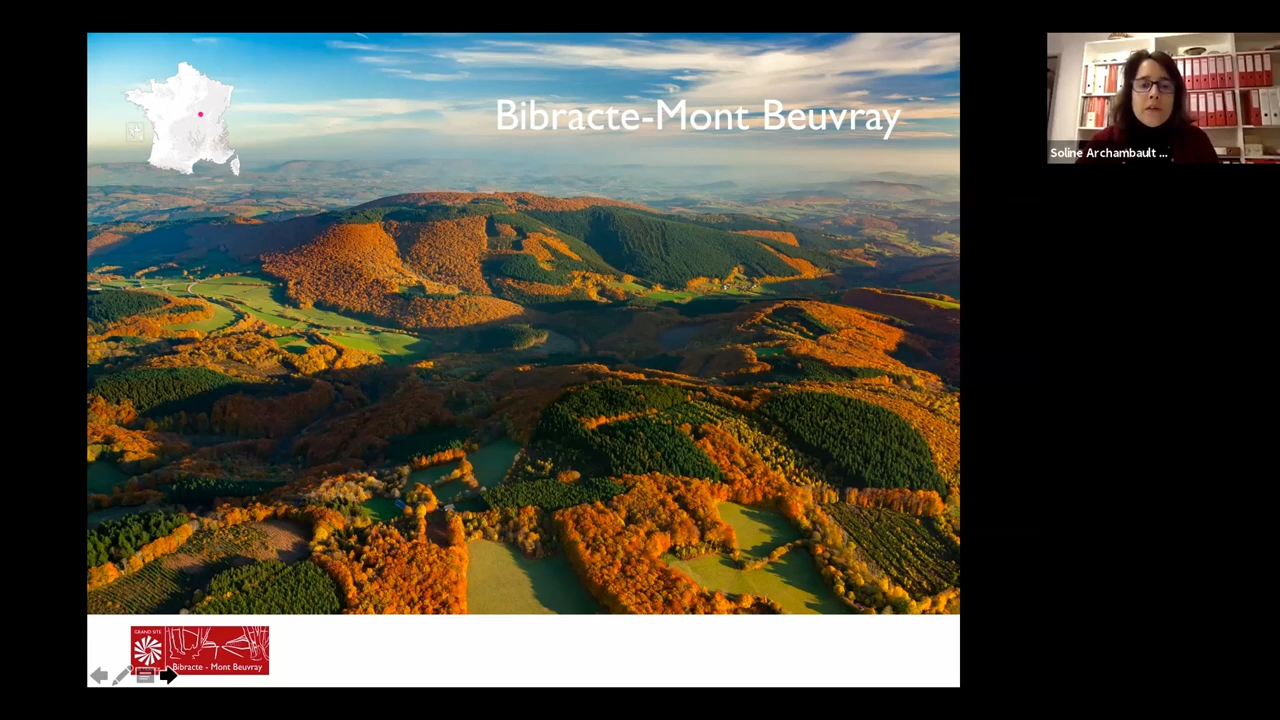 Bibracte-Mont Beuvray
Soline Archambault ...
GRAND SITE
Bibracte - Mont Beuvray